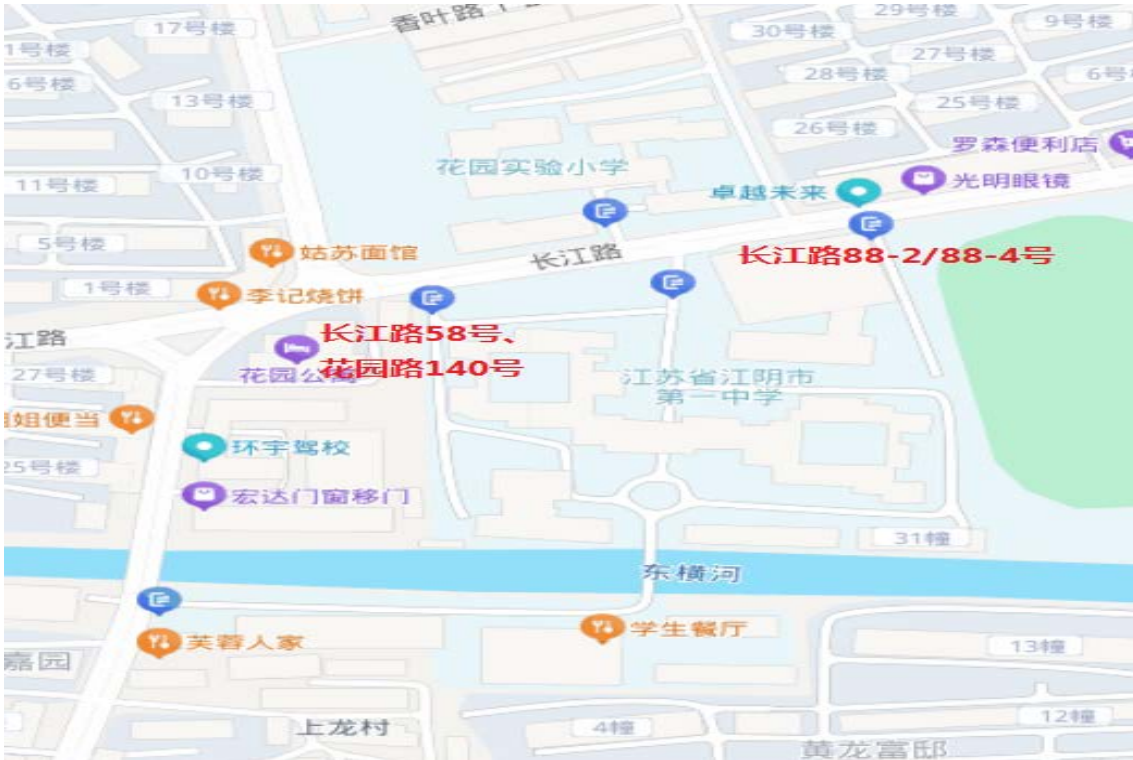 17号楼
香叶路
29号楼
9号楼
1号楼
30号楼
27号楼
6号楼
13号楼
28号楼
6号
25号楼
26号楼
罗森便利店
花园实验小学
10号楼
11号楼
卓越未来
光明眼镜
5号楼
姑苏面馆
长江路
长江路88-2/88-4号
1号楼
李记烧饼
江路
长江路58号、
花园路140号
27号楼
花园公寓
江苏省江阴市
第一中学
姐便当
环宇驾校
25号楼
宏达门窗移门
31幢
东横河
学生餐厅
芙蓉人家
嘉园
13幢
上龙村
4幢
12幢
黄龙富邸